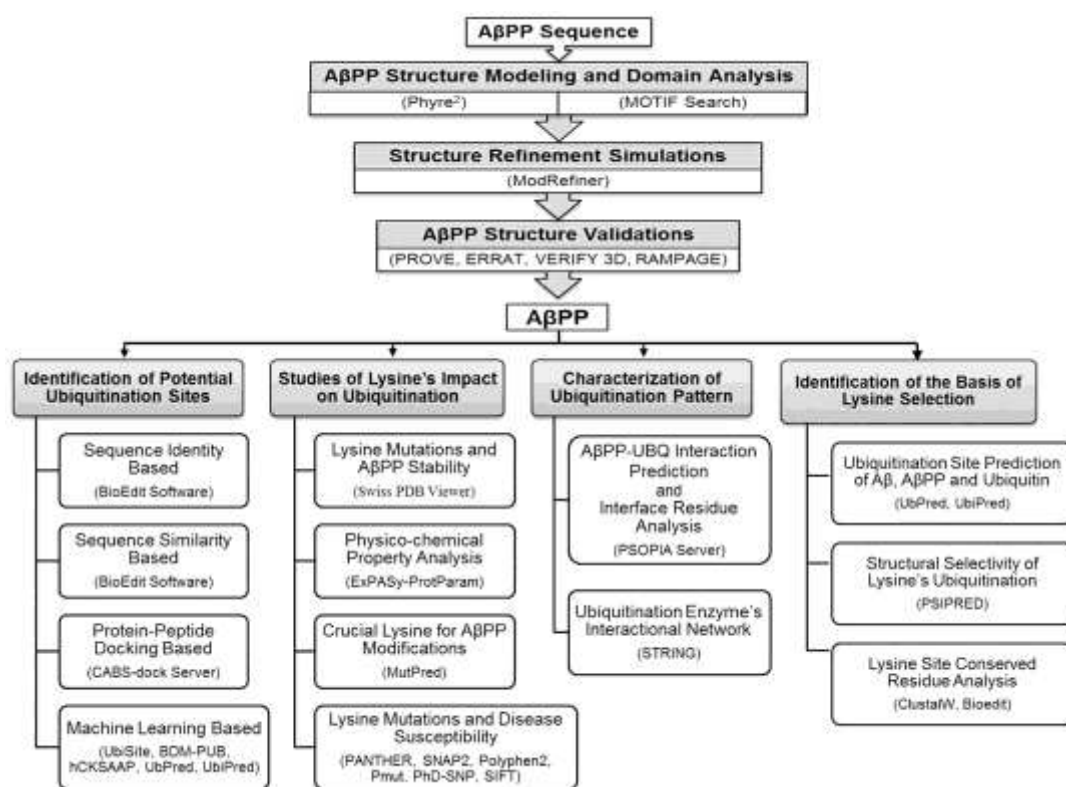 AβPP Sequence
AβPP Structure Modeling and Domain Analysis
(Phyre²)
(MOTIF Search)
Structure Refinement Simulations
(ModRefiner)
AβPP Structure Validations
(PROVE, ERRAT, VERIFY 3D, RAMPAGE)
AβPP
Identification of Potential
Ubiquitination Sites
Sequence Identity
Based
(BioEdit Software)
Sequence Similarity
Based
(BioEdit Software)
Protein-Peptide
Docking Based
(CABS-dock Server)
Machine Learning Based
(UbiSite, BDM-PUB,
hCKSAAP, UbPred, UbiPred)
Studies of Lysine's Impact
on Ubiquitination
Lysine Mutations and
AβPP Stability
(Swiss PDB Viewer)
Physico-chemical
Property Analysis
(ExPASy-ProtParam)
Crucial Lysine for AβPP
Modifications
(MutPred)
Lysine Mutations and Disease
Susceptibility
(PANTHER, SNAP2, Polyphen2,
Pmut, PhD-SNP, SIFT)
Characterization of
Ubiquitination Pattern
AβPP-UBQ Interaction
Prediction
and
Interface Residue
Analysis
(PSOPIA Server)
Ubiquitination Enzyme's
Interactional Network
(STRING)
Identification of the Basis of
Lysine Selection
Ubiquitination Site Prediction
of Aβ, AβPP and Ubiquitin
(UbPred, UbiPred)
Structural Selectivity of
Lysine's Ubiquitination
(PSIPRED)
Lysine Site Conserved
Residue Analysis
(ClustalW, Bioedit)